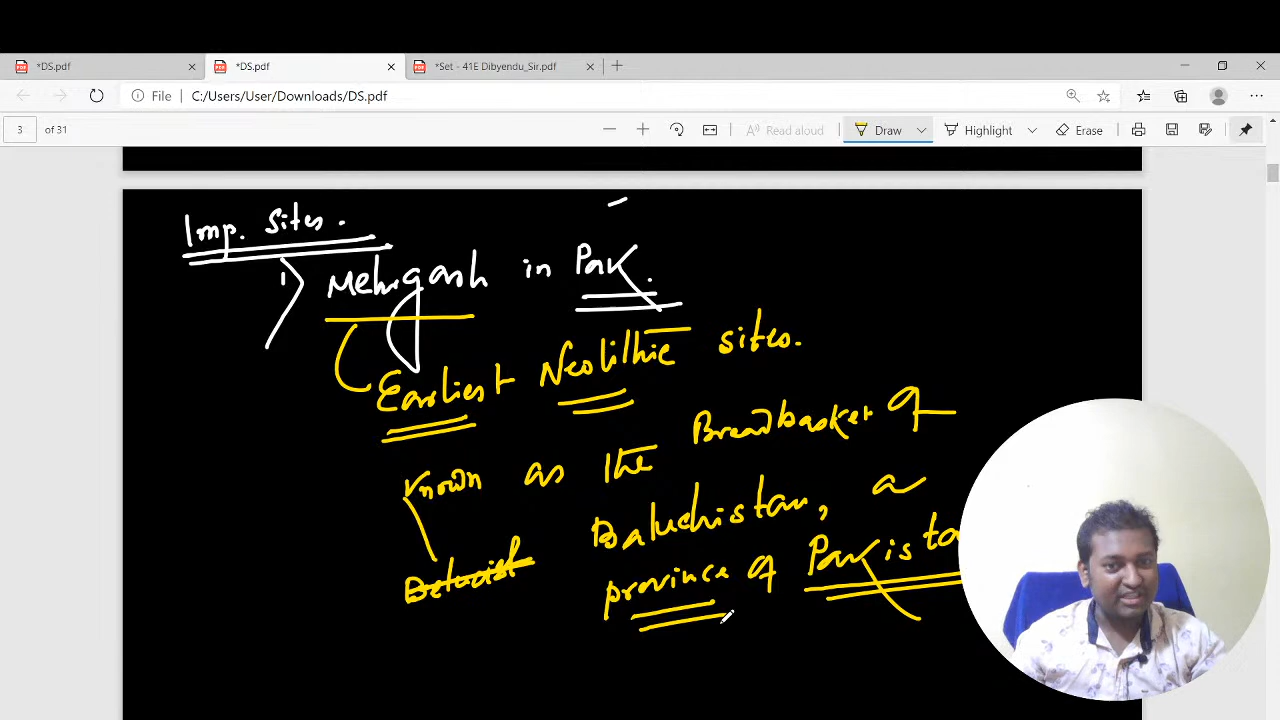 *DS.pdf
*DS.pdf
*Set - 41E Dibyendu_Sir.pdf
File C:/Users/User/Downloads/DS.pdf
3 of 31
Read aloud
Draw
Highlight
Erase
Imp. Sites.
1) Mehrgarh in Pak.
Earliest Neolithic sites.
known as the Breadbasket of
Baluchistan, a
province of Pakista